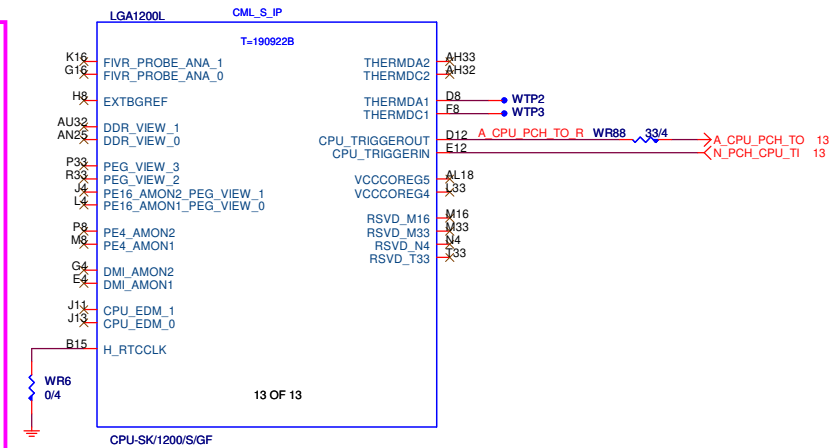 LGA1200L
CML_S_IP
T=190922B
K16 FIVR_PROBE_ANA_1
G16 FIVR_PROBE_ANA_0
H8 EXTBGREF
AU32 DDR_VIEW_1
AN25 DDR_VIEW_0
P33 PEG_VIEW_3
R33 PEG_VIEW_2
J4 PE16_AMON2_PEG_VIEW_1
L4 PE16_AMON1_PEG_VIEW_0
P8 PE4_AMON2
M8 PE4_AMON1
G4 DMI_AMON2
E4 DMI_AMON1
J11 CPU_EDM_1
J13 CPU_EDM_0
B15 H_RTCCLK
WR6
0/4
THERMDA2 AH33
THERMDC2 AH32
THERMDA1 D8 WTP2
THERMDC1 F8 WTP3
CPU_TRIGGEROUT D12 A_CPU_PCH_TO_R WR88 33/4 A_CPU_PCH_TO 13
CPU_TRIGGERIN E12 N_PCH_CPU_TI 13
VCCCOREG5 AL18
VCCCOREG4 L33
RSVD_M16 M16
RSVD_M33 M33
RSVD_N4 N4
RSVD_T33 T33
13 OF 13
CPU-SK/1200/S/GF